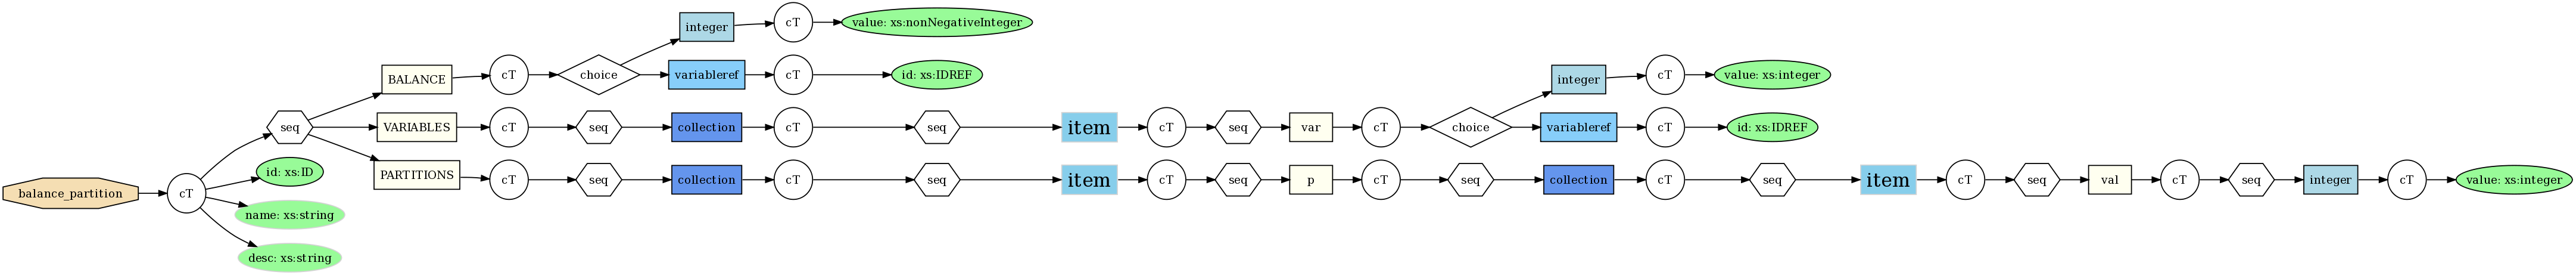 integer
cT
value: xs:nonNegativeInteger
BALANCE
cT
choice
variableref
cT
id: xs:IDREF
integer
cT
value: xs:integer
seq
VARIABLES
cT
seq
collection
cT
seq
item
cT
seq
var
cT
choice
variableref
cT
id: xs:IDREF
id: xs:ID
PARTITIONS
cT
seq
collection
cT
seq
item
cT
seq
p
cT
seq
collection
cT
seq
item
cT
seq
val
cT
seq
integer
cT
value: xs:integer
balance_partition
cT
name: xs:string
desc: xs:string